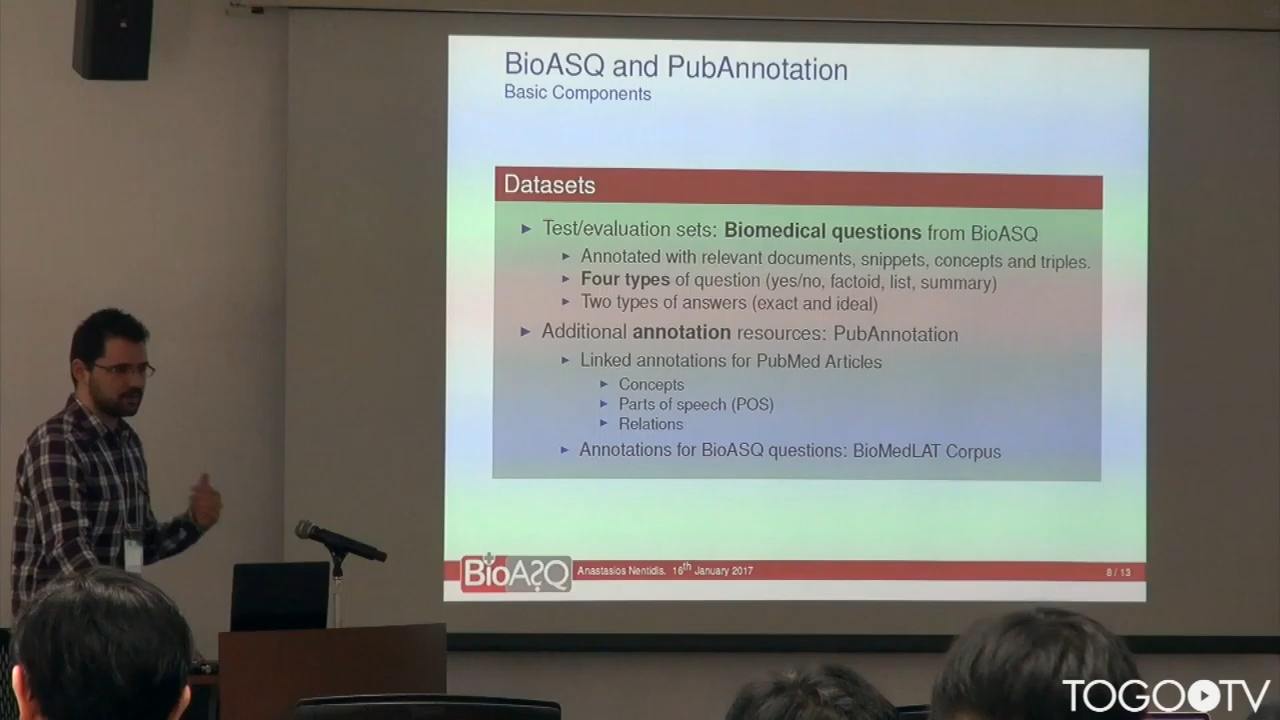 BioASQ and PubAnnotation
Basic Components
Datasets
Test/evaluation sets: Biomedical questions from BioASQ
Annotated with relevant documents, snippets, concepts and triples.
Four types of question (yes/no, factoid, list, summary)
Two types of answers (exact and ideal)
Additional annotation resources: PubAnnotation
Linked annotations for PubMed Articles
Concepts
Parts of speech (POS)
Relations
Annotations for BioASQ questions: BioMedLAT Corpus
BioASQ
Anastasios Nentidis. 16th January 2017
8 / 13
TOGO TV